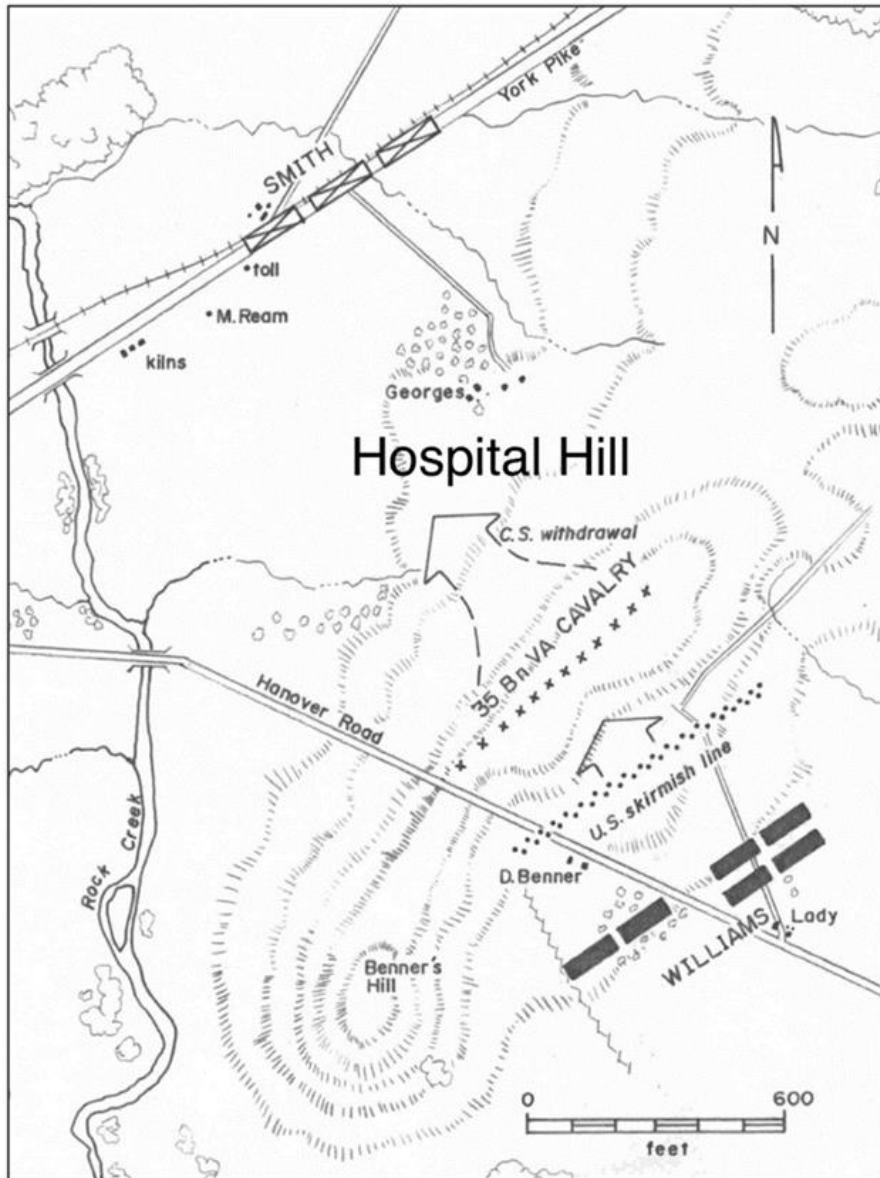 York Pike
SMITH
N
toll
M. Ream
kilns
Georges
Hospital Hill
C.S. withdrawal
35 Bn. VA. CAVALRY
Hanover Road
U.S. skirmish line
Rock Creek
D. Benner
Lady
WILLIAMS
Benner's
Hill
0 600
feet